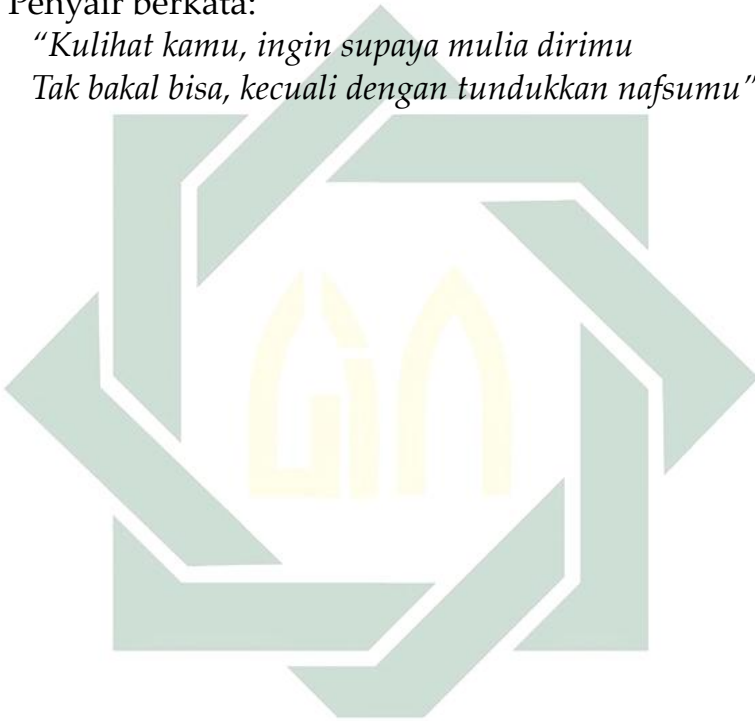 Penyair berkata:
“Kulihat kamu, ingin supaya mulia dirimu
Tak bakal bisa, kecuali dengan tundukkan nafsumu”